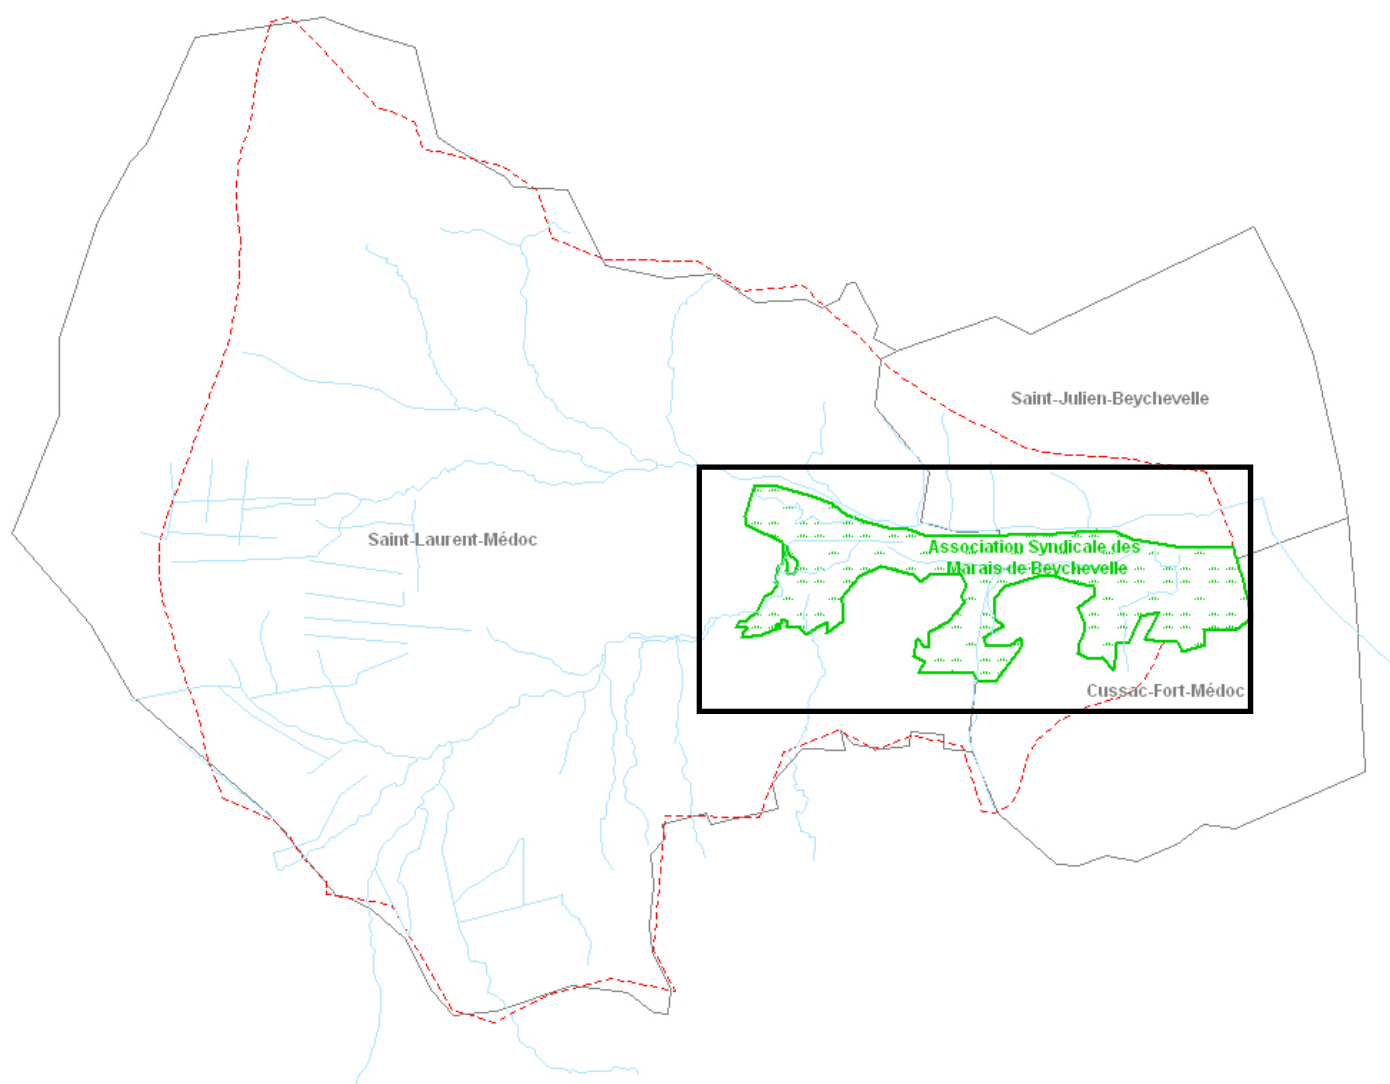 Saint-Julien-Beychevelle
Saint-Laurent-Médoc
Association Syndicale des
Marais de Beychevelle
Cussac-Fort-Médoc